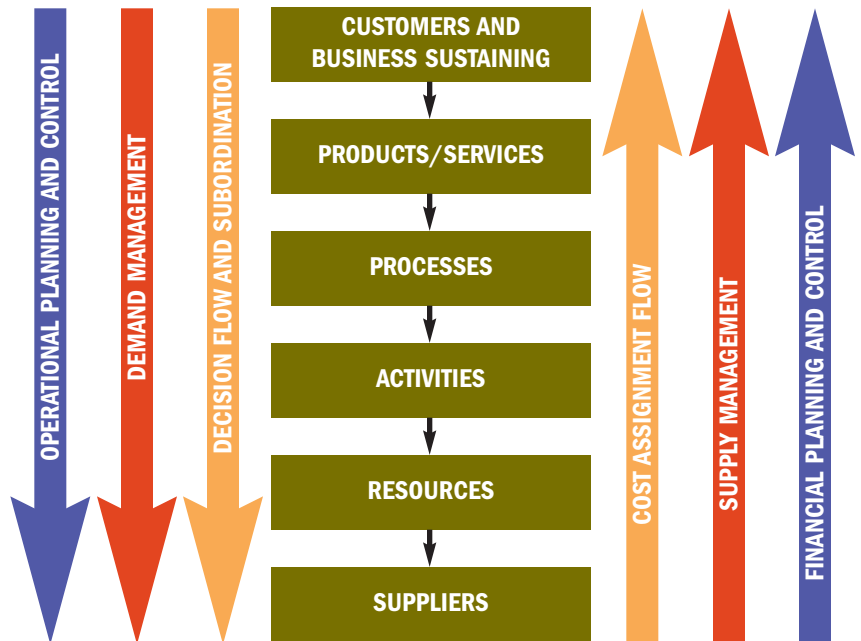 OPERATIONAL PLANNING AND CONTROL
DEMAND MANAGEMENT
DECISION FLOW AND SUBORDINATION
CUSTOMERS AND
BUSINESS SUSTAINING
PRODUCTS/SERVICES
PROCESSES
ACTIVITIES
RESOURCES
SUPPLIERS
COST ASSIGNMENT FLOW
SUPPLY MANAGEMENT
FINANCIAL PLANNING AND CONTROL